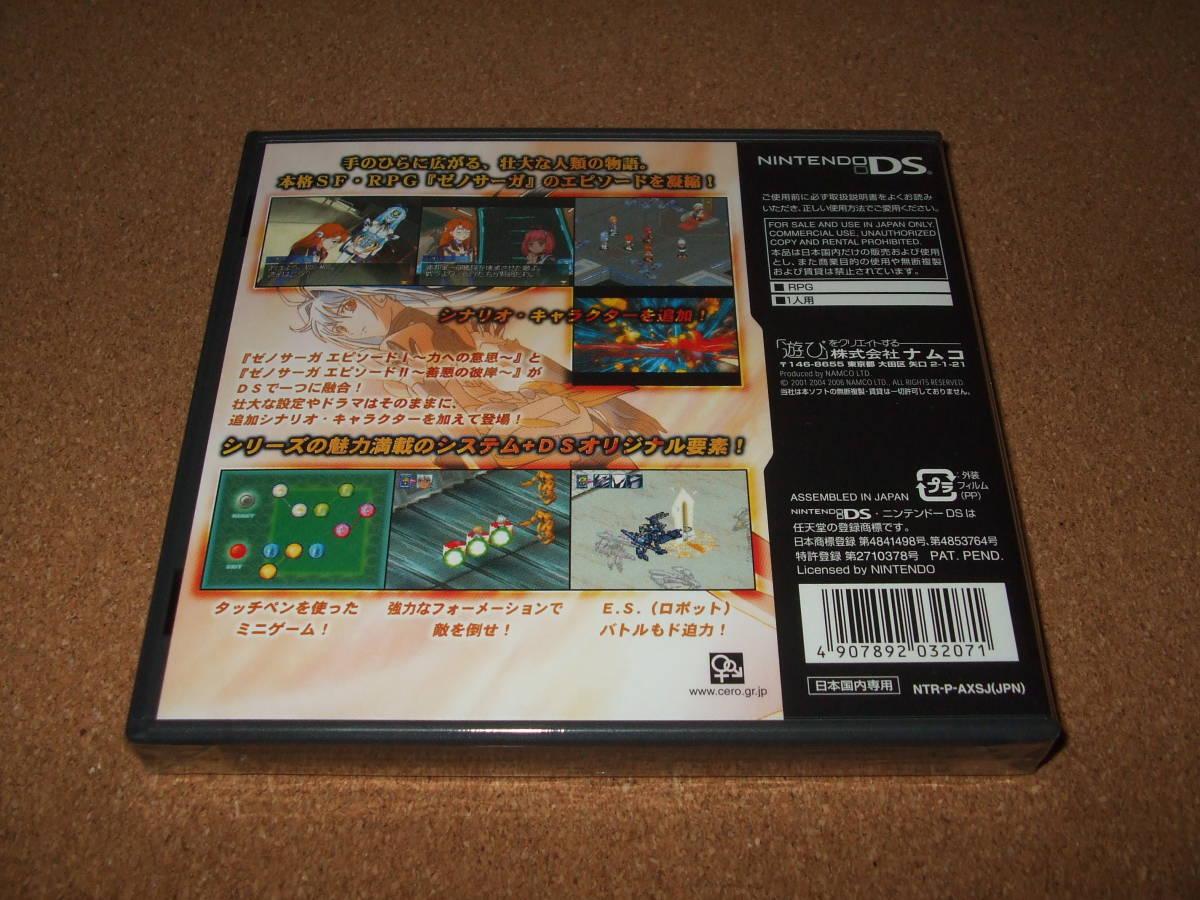 手のひらに広がる、壮大な人類の物語。
本格SF・RPG『ゼノサーガ』のエピソードを凝縮！
シナリオ・キャラクターを追加！
『ゼノサーガ エピソードⅠ～力への意思～』と
『ゼノサーガ エピソードⅡ～善悪の彼岸～』が
DSで一つに融合！
壮大な設定やドラマはそのままに、
追加シナリオ・キャラクターを加えて登場！
シリーズの魅力満載のシステム+DSオリジナル要素！
RESET
EXIT
タッチペンを使った
ミニゲーム！
強力なフォーメーションで
敵を倒せ！
E.S.（ロボット）
バトルもド迫力！
www.cero.gr.jp
NINTENDO DS
ご使用前に必ず取扱説明書をよくお読み
いただき、正しい使用方法でご愛用ください。
FOR SALE AND USE IN JAPAN ONLY.
COMMERCIAL USE, UNAUTHORIZED
COPY AND RENTAL PROHIBITED.
本品は日本国内だけの販売および使用
とし、また商業目的の使用や無断複製
および賃貸は禁止されています。
■RPG
■1人用
「遊び」をクリエイトする
株式会社 ナムコ
〒146-8655 東京都 大田区 矢口 2-1-21
Produced by NAMCO LTD.
© 2001 2004 2006 NAMCO LTD., ALL RIGHTS RESERVED.
当社は本ソフトの無断複製・賃貸は一切許可しておりません。
ASSEMBLED IN JAPAN
プラ
:外装
フィルム
(PP)
NINTENDO DS・ニンテンドーDSは
任天堂の登録商標です。
日本商標登録 第4841498号、第4853764号
特許登録 第2710378号 PAT. PEND.
Licensed by NINTENDO
4 907892 032071
日本国内専用
NTR-P-AXSJ(JPN)